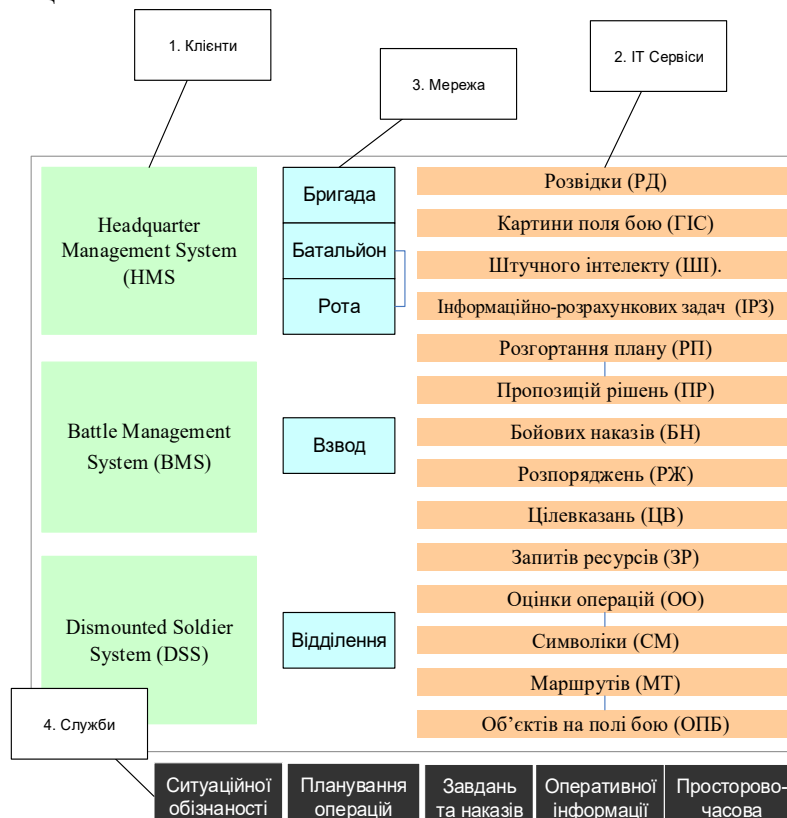 1. Клієнти
2. ІТ Сервіси
3. Мережа
Headquarter
Management System
(HMS
Battle Management
System (BMS)
Dismounted Soldier
System (DSS)
Бригада
Батальйон
Рота
Взвод
Відділення
Розвідки (РД)
Картини поля бою (ГІС)
Штучного інтелекту (ШІ).
Інформаційно-розрахункових задач (ІРЗ)
Розгортання плану (РП)
Пропозицій рішень (ПР)
Бойових наказів (БН)
Розпоряджень (РЖ)
Цілевказань (ЦВ)
Запитів ресурсів (ЗР)
Оцінки операцій (ОО)
Символіки (СМ)
Маршрутів (МТ)
Об’єктів на полі бою (ОПБ)
4. Служби
Ситуаційної
обізнаності
Планування
операцій
Завдань
та наказів
Оперативної
інформації
Просторово-
часова